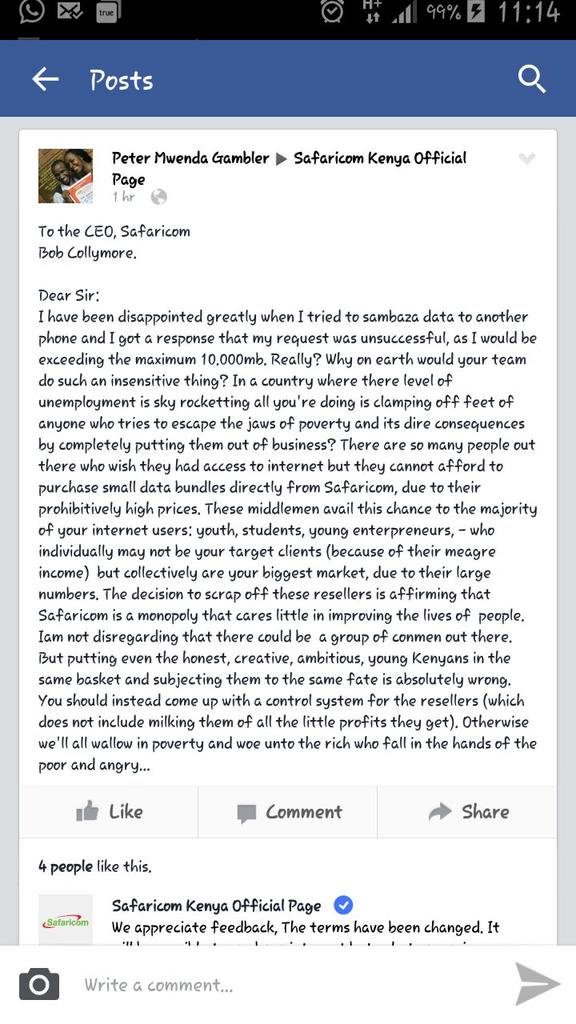 true
H+
99%
11:14
Posts
Peter Mwenda Gambler ▶ Safaricom Kenya Official
Page
1 hr
To the CEO, Safaricom
Bob Collymore.
Dear Sir:
I have been disappointed greatly when I tried to sambaza data to another
phone and I got a response that my request was unsuccessful, as I would be
exceeding the maximum 10,000mb. Really? Why on earth would your team
do such an insensitive thing? In a country where there level of
unemployment is sky rocketting all you're doing is clamping off feet of
anyone who tries to escape the jaws of poverty and its dire consequences
by completely putting them out of business? There are so many people out
there who wish they had access to internet but they cannot afford to
purchase small data bundles directly from Safaricom, due to their
prohibitively high prices. These middlemen avail this chance to the majority
of your internet users: youth, students, young enterpreneurs, - who
individually may not be your target clients (because of their meagre
income)  but collectively are your biggest market, due to their large
numbers. The decision to scrap off these resellers is affirming that
Safaricom is a monopoly that cares little in improving the lives of  people.
Iam not disregarding that there could be  a group of conmen out there.
But putting even the honest, creative, ambitious, young Kenyans in the
same basket and subjecting them to the same fate is absolutely wrong.
You should instead come up with a control system for the resellers (which
does not include milking them of all the little profits they get). Otherwise
we'll all wallow in poverty and woe unto the rich who fall in the hands of the
poor and angry...
Like
Comment
Share
4 people like this.
Safaricom
Safaricom Kenya Official Page
We appreciate feedback, The terms have been changed. It
Write a comment...